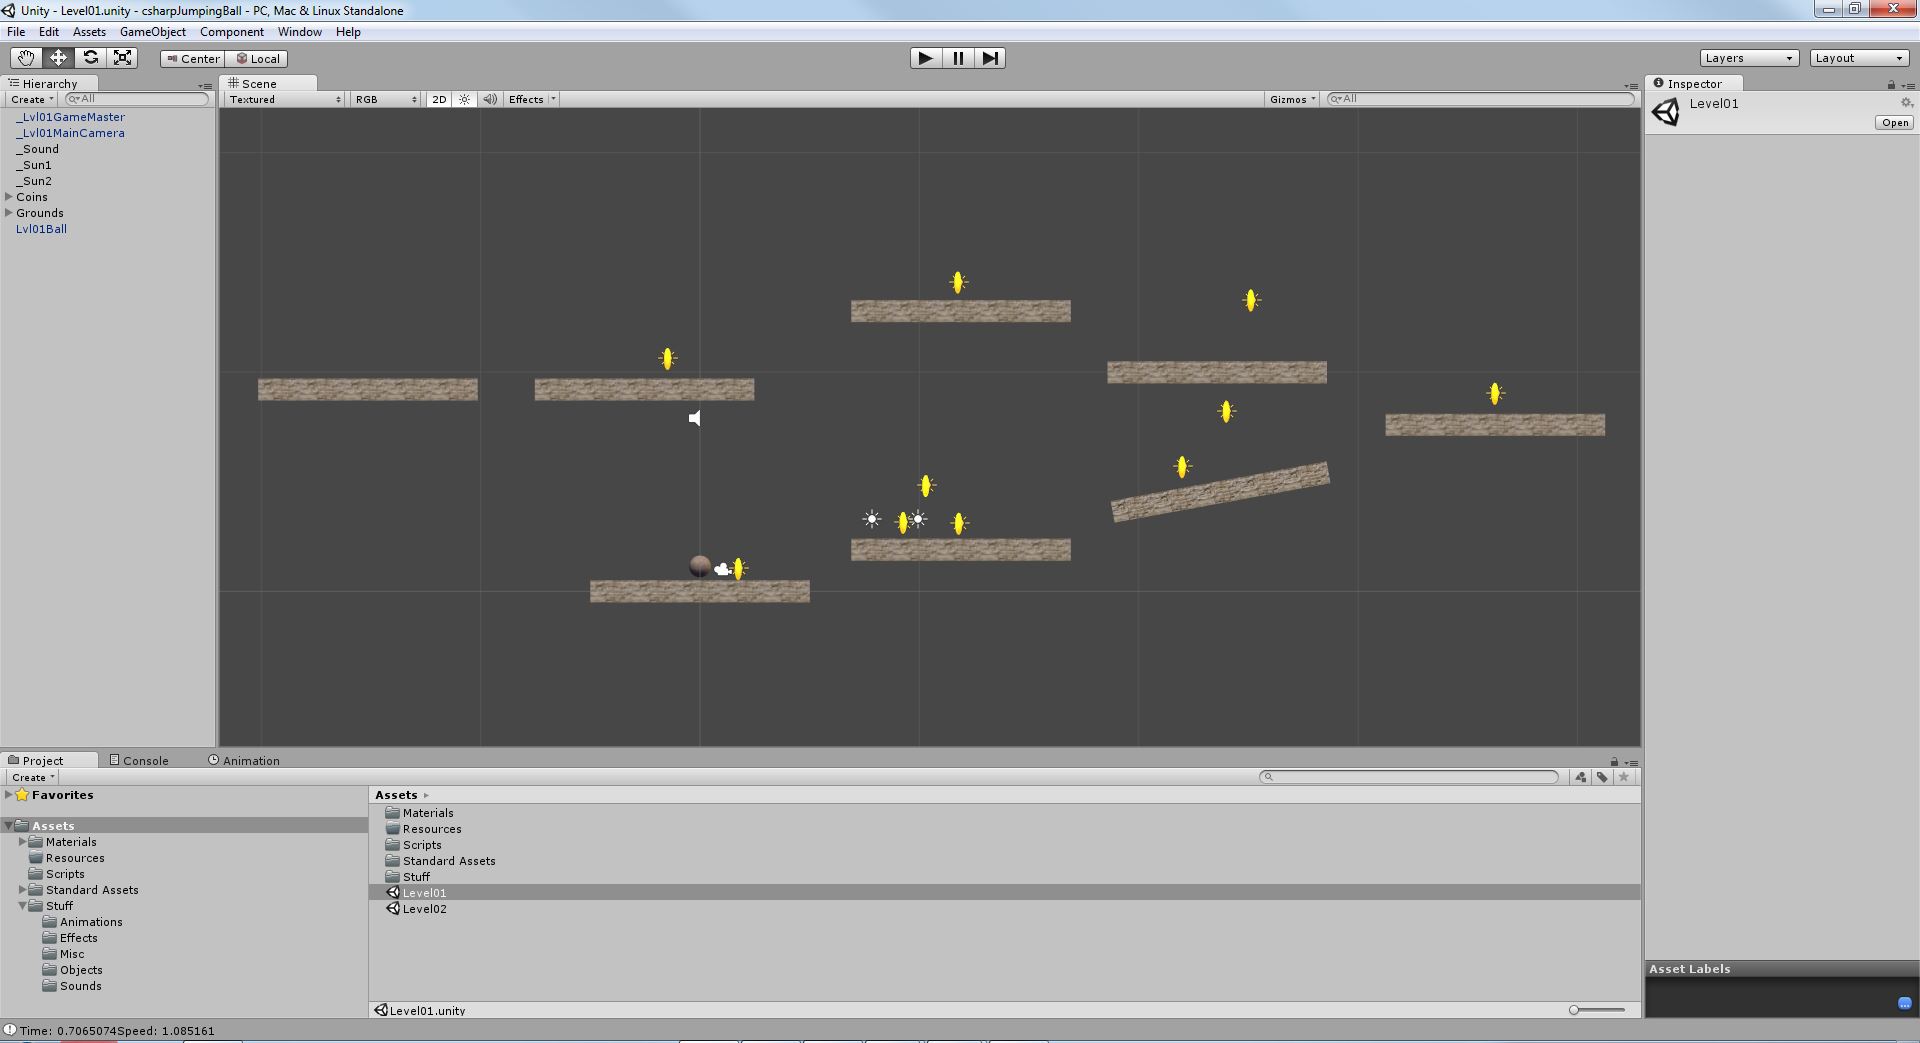 Unity - Level01.unity - csharpJumpingBall - PC, Mac & Linux Standalone
File Edit Assets GameObject Component Window Help
Center Local Layers Layout
Hierarchy
Create All
_Lvl01GameMaster
_Lvl01MainCamera
_Sound
_Sun1
_Sun2
Coins
Grounds
Lvl01Ball
Scene
Textured RGB 2D Effects Gizmos All
Inspector
Level01
Open
Project Console Animation
Create
Favorites
Assets
Materials
Resources
Scripts
Standard Assets
Stuff
Animations
Effects
Misc
Objects
Sounds
Assets
Materials
Resources
Scripts
Standard Assets
Stuff
Level01
Level02
Level01.unity
Asset Labels
Time: 0.7065074Speed: 1.085161